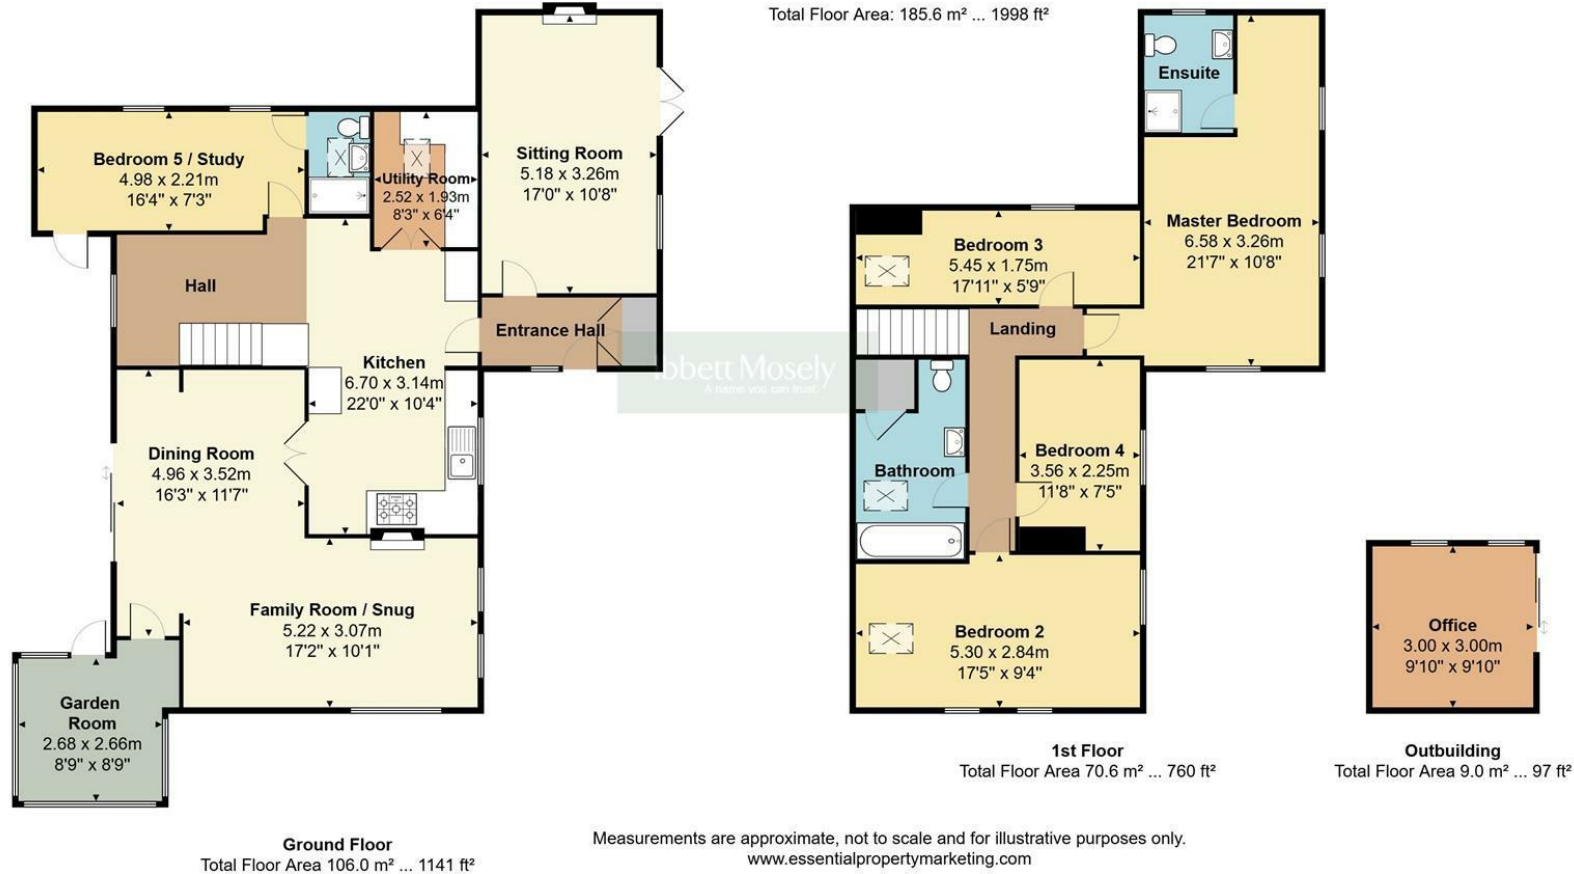 Total Floor Area: 185.6 m² ... 1998 ft²
Sitting Room
5.18 x 3.26m
17'0" x 10'8"
Bedroom 5 / Study
4.98 x 2.21m
16'4" x 7'3"
Utility Room
2.52 x 1.93m
8'3" x 6'4"
Hall
Entrance Hall
Kitchen
6.70 x 3.14m
22'0" x 10'4"
Dining Room
4.96 x 3.52m
16'3" x 11'7"
Family Room / Snug
5.22 x 3.07m
17'2" x 10'1"
Garden
Room
2.68 x 2.66m
8'9" x 8'9"
Ground Floor
Total Floor Area 106.0 m² ... 1141 ft²
Ibbett Mosely
A name you can trust
Ensuite
Master Bedroom
6.58 x 3.26m
21'7" x 10'8"
Bedroom 3
5.45 x 1.75m
17'11" x 5'9"
Landing
Bathroom
Bedroom 4
3.56 x 2.25m
11'8" x 7'5"
Bedroom 2
5.30 x 2.84m
17'5" x 9'4"
1st Floor
Total Floor Area 70.6 m² ... 760 ft²
Office
3.00 x 3.00m
9'10" x 9'10"
Outbuilding
Total Floor Area 9.0 m² ... 97 ft²
Measurements are approximate, not to scale and for illustrative purposes only.
www.essentialpropertymarketing.com